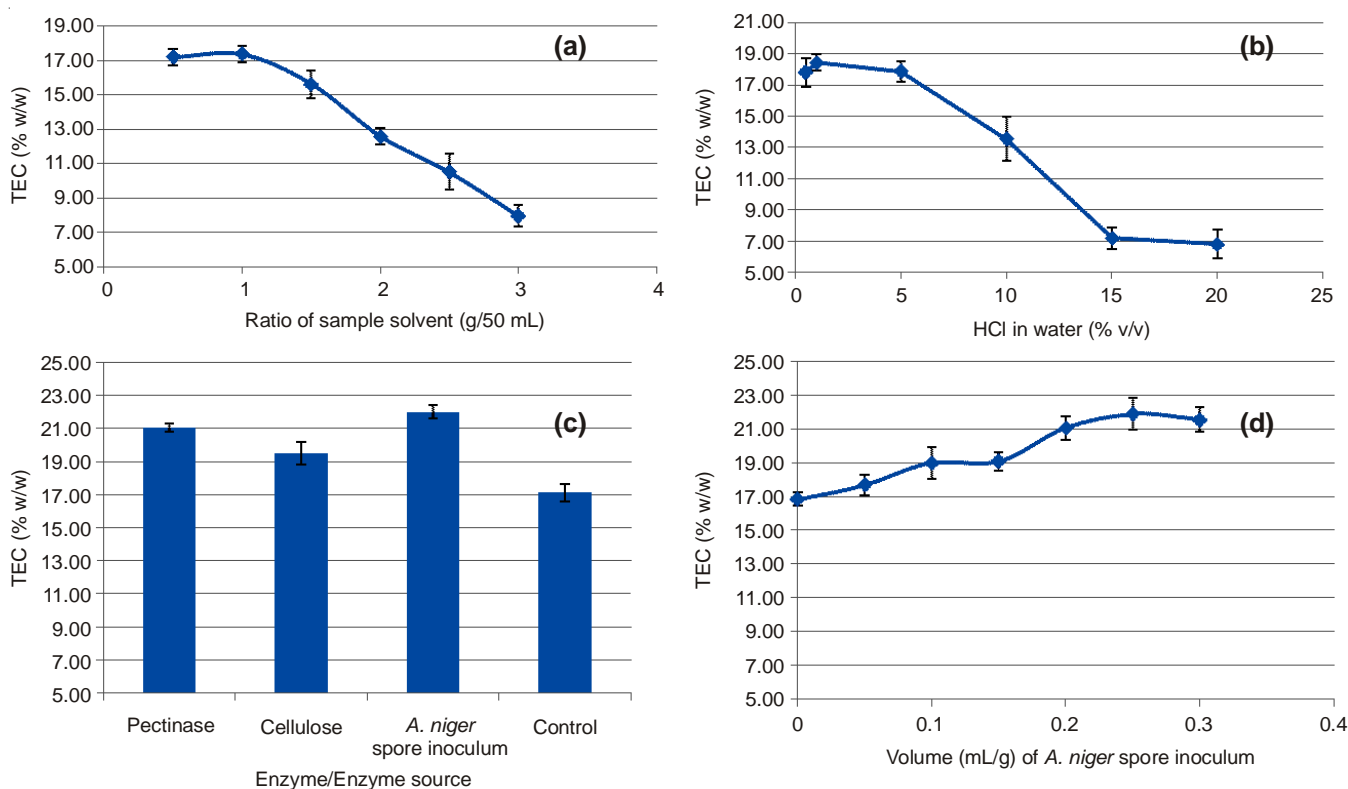 (a)
TEC (% w/w)
19.00
17.00
15.00
13.00
11.00
9.00
7.00
5.00
0 1 2 3 4
Ratio of sample solvent (g/50 mL)
(b)
TEC (% w/w)
21.00
19.00
17.00
15.00
13.00
11.00
9.00
7.00
5.00
0 5 10 15 20 25
HCl in water (% v/v)
(c)
TEC (% w/w)
25.00
23.00
21.00
19.00
17.00
15.00
13.00
11.00
9.00
7.00
5.00
Pectinase Cellulose A. niger Control
spore inoculum
Enzyme/Enzyme source
(d)
TEC (% w/w)
25.00
23.00
21.00
19.00
17.00
15.00
13.00
11.00
9.00
7.00
5.00
0 0.1 0.2 0.3 0.4
Volume (mL/g) of A. niger spore inoculum